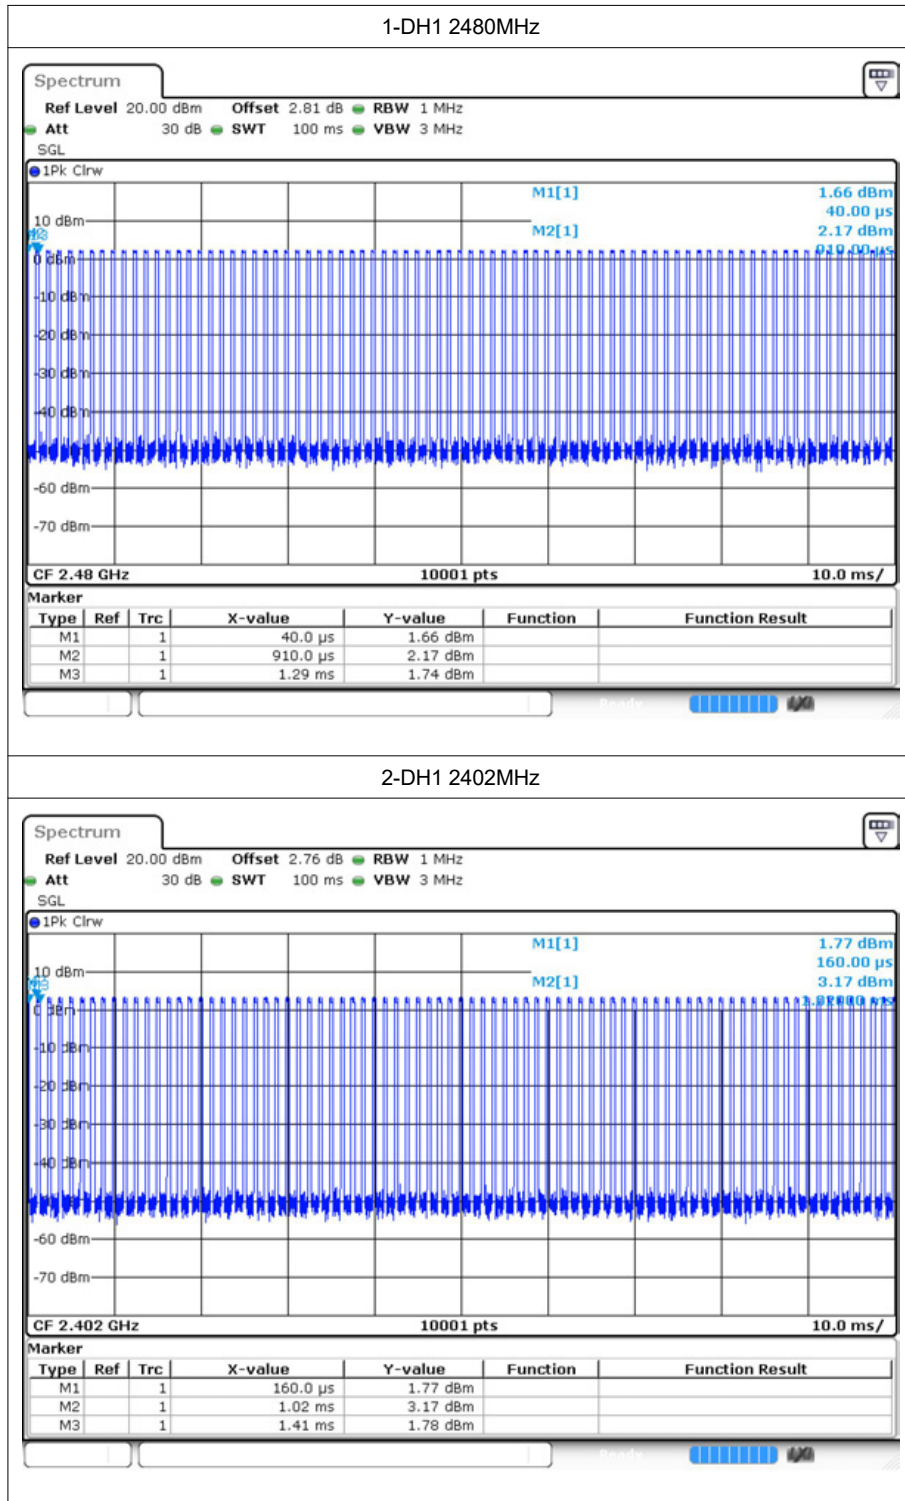 1-DH1 2480MHz
Spectrum
Ref Level 20.00 dBm Offset 2.81 dB RBW 1 MHz
Att 30 dB SWT 100 ms VBW 3 MHz
SGL
1Pk Clrw
M1[1] 1.66 dBm
40.00 µs
10 dBm
M2[1] 2.17 dBm
910.00 µs
0 dBm
-10 dBm
-20 dBm
-30 dBm
-40 dBm
-60 dBm
-70 dBm
CF 2.48 GHz 10001 pts 10.0 ms/
Marker
Type Ref Trc X-value Y-value Function Function Result
M1 1 40.0 µs 1.66 dBm
M2 1 910.0 µs 2.17 dBm
M3 1 1.29 ms 1.74 dBm
Ready
2-DH1 2402MHz
Spectrum
Ref Level 20.00 dBm Offset 2.76 dB RBW 1 MHz
Att 30 dB SWT 100 ms VBW 3 MHz
SGL
1Pk Clrw
M1[1] 1.77 dBm
160.00 µs
10 dBm
M2[1] 3.17 dBm
1.02000 ms
0 dBm
-10 dBm
-20 dBm
-30 dBm
-40 dBm
-60 dBm
-70 dBm
CF 2.402 GHz 10001 pts 10.0 ms/
Marker
Type Ref Trc X-value Y-value Function Function Result
M1 1 160.0 µs 1.77 dBm
M2 1 1.02 ms 3.17 dBm
M3 1 1.41 ms 1.78 dBm
Ready